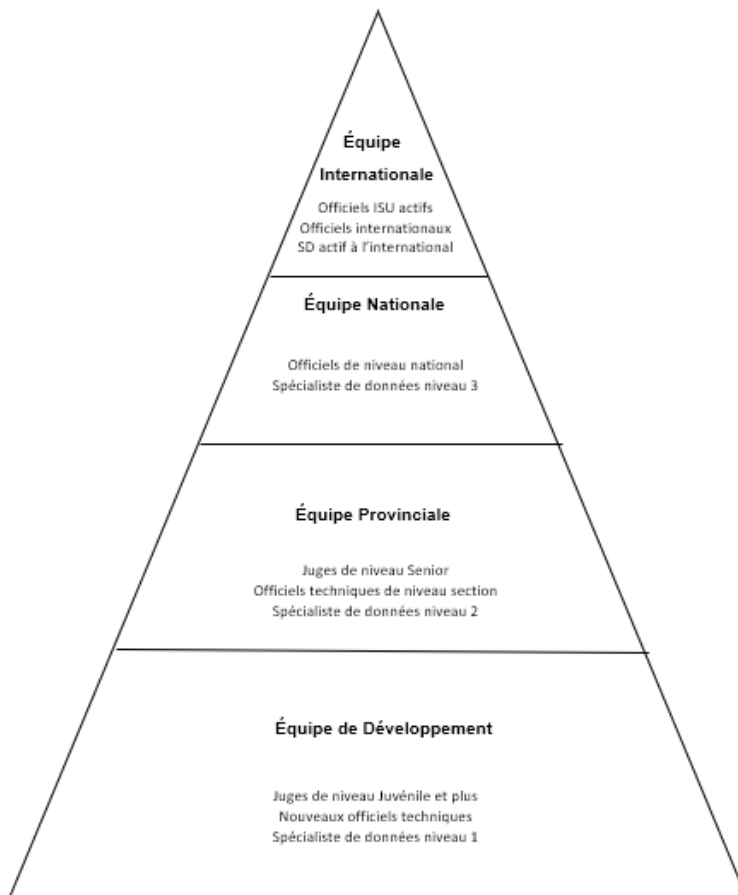 Équipe
Internationale
Officiels ISU actifs
Officiels internationaux
SD actif à l'international
Équipe Nationale
Officiels de niveau national
Spécialiste de données niveau 3
Équipe Provinciale
Juges de niveau Senior
Officiels techniques de niveau section
Spécialiste de données niveau 2
Équipe de Développement
Juges de niveau Juvénile et plus
Nouveaux officiels techniques
Spécialiste de données niveau 1